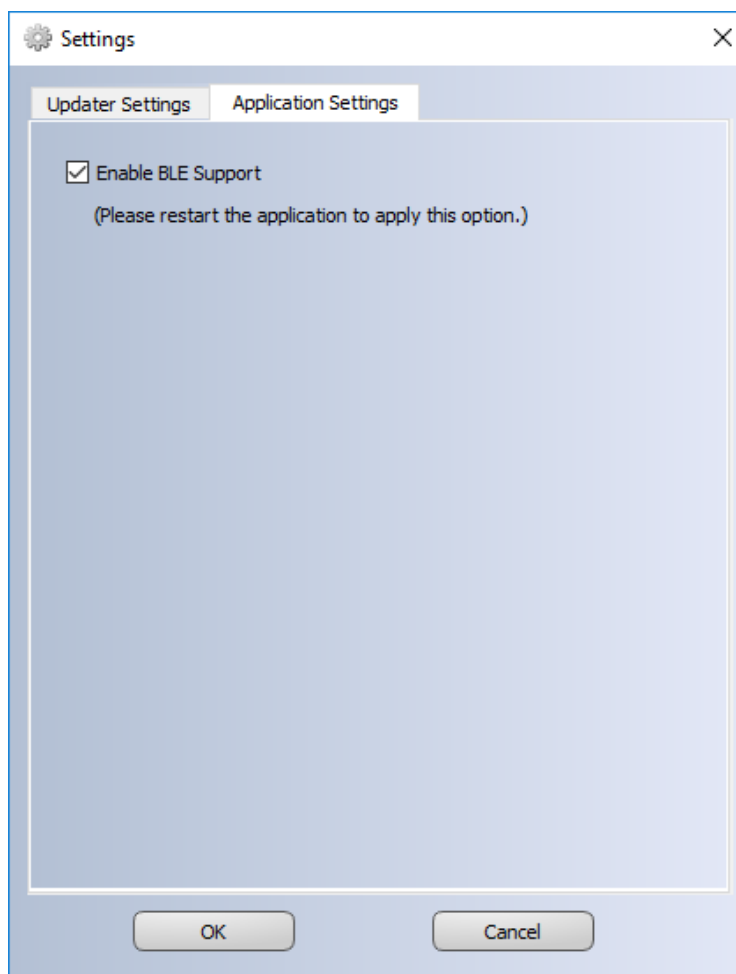 Settings
Updater Settings
Application Settings
Enable BLE Support
(Please restart the application to apply this option.)
OK
Cancel